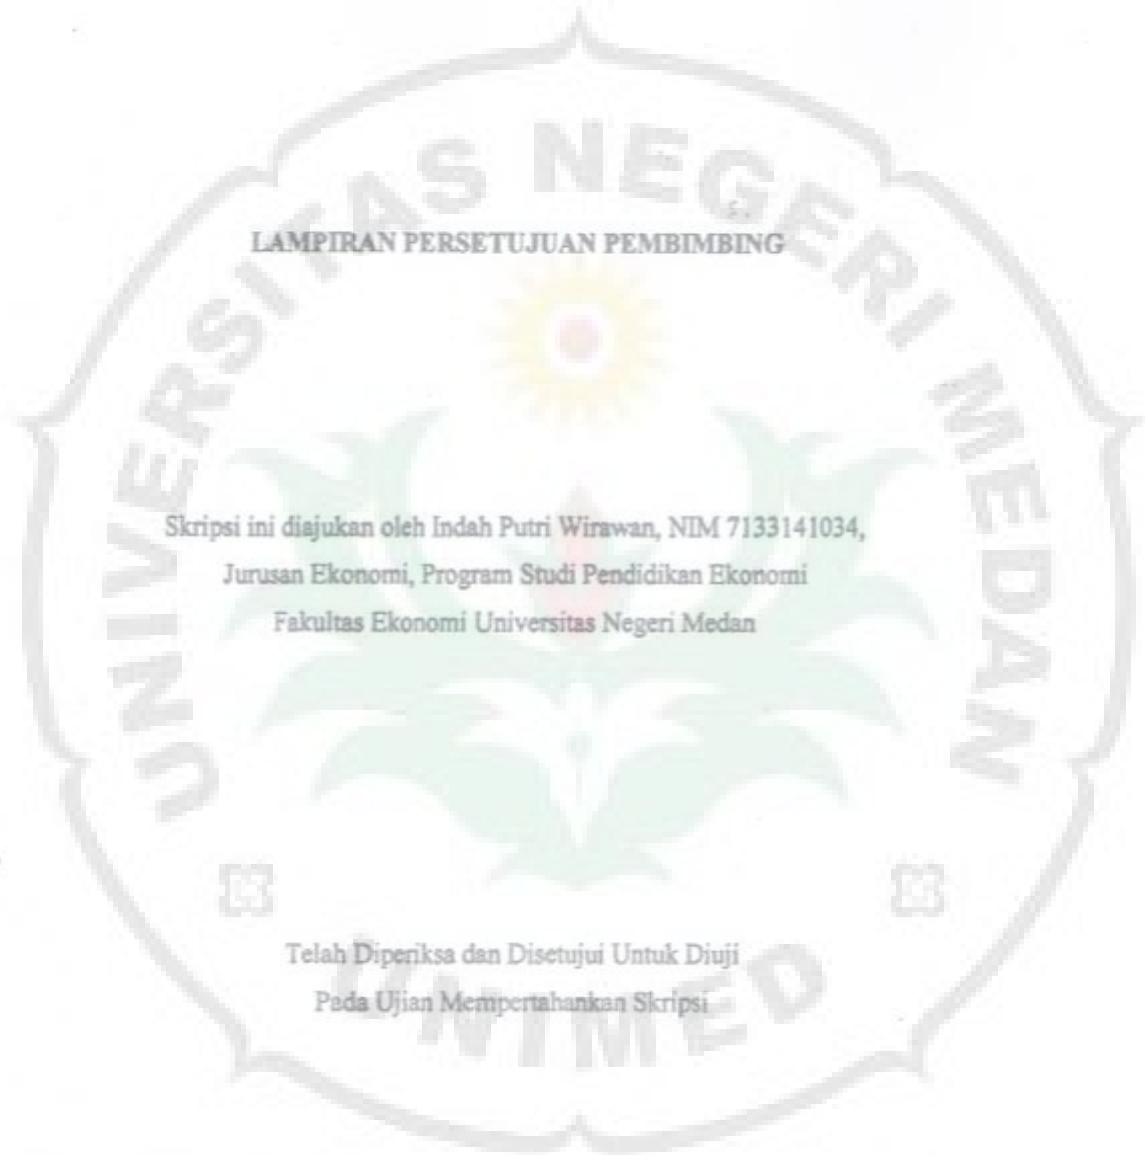 UNIVERSITAS NEGERI MEDAN
LAMPIRAN PERSETUJUAN PEMBIMBING
Skripsi ini diajukan oleh Indah Putri Wirawan, NIM 7133141034,
Jurusan Ekonomi, Program Studi Pendidikan Ekonomi
Fakultas Ekonomi Universitas Negeri Medan
Telah Diperiksa dan Disetujui Untuk Diuji
Pada Ujian Mempertahankan Skripsi
UNIMED